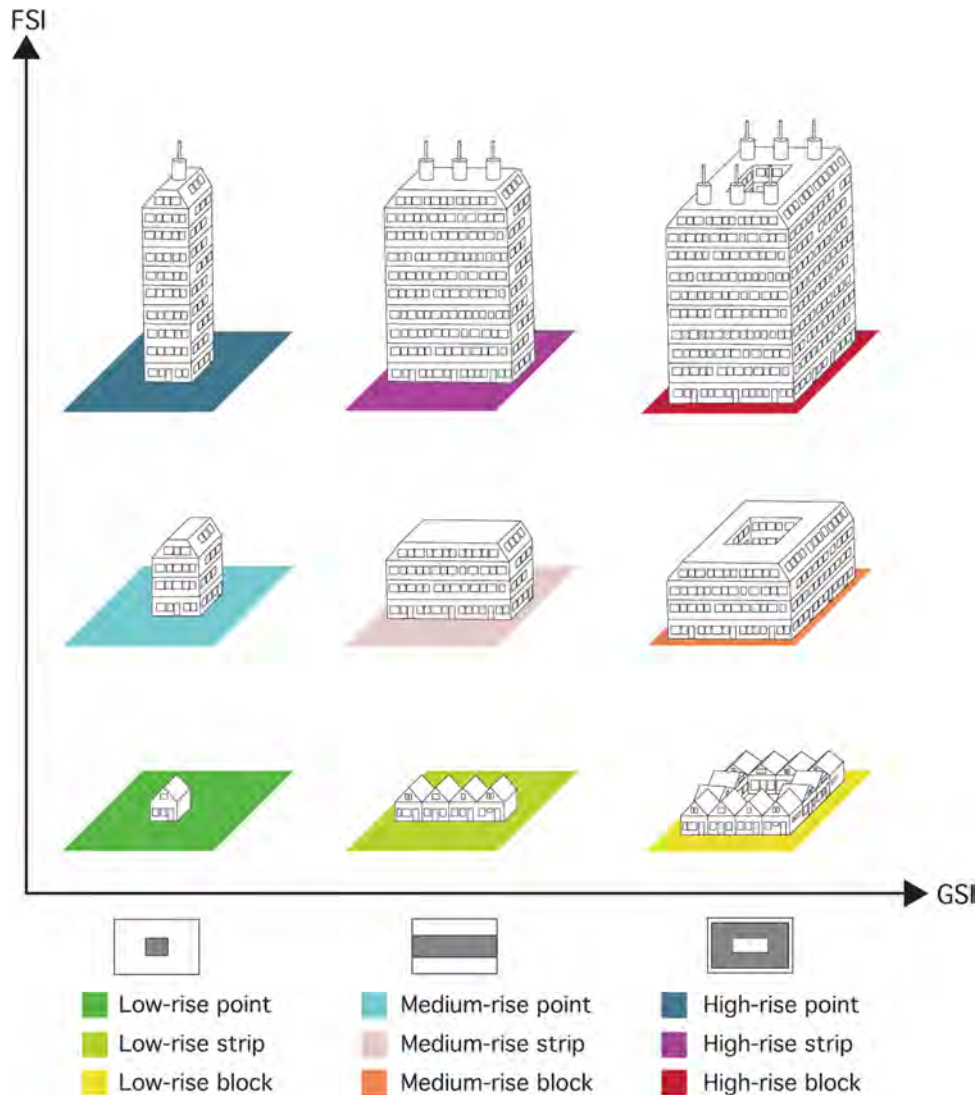 FSI
GSI
Low-rise point
Medium-rise point
High-rise point
Low-rise strip
Medium-rise strip
High-rise strip
Low-rise block
Medium-rise block
High-rise block